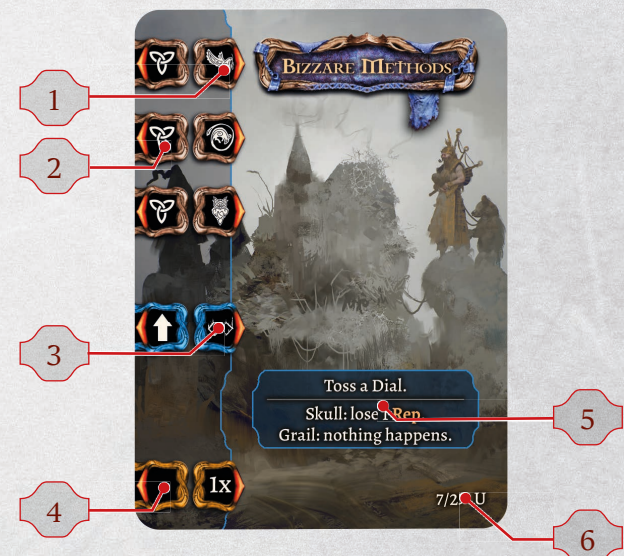 BIZZARE METHODS
1
2
3
4
1x
Toss a Dial.
Skull: lose 1 Rep.
Grail: nothing happens.
5
U
6